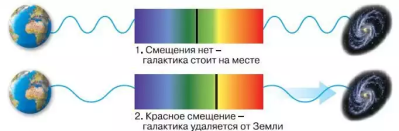 1. Смещения нет –
галактика стоит на месте
2. Красное смещение –
галактика удаляется от Земли